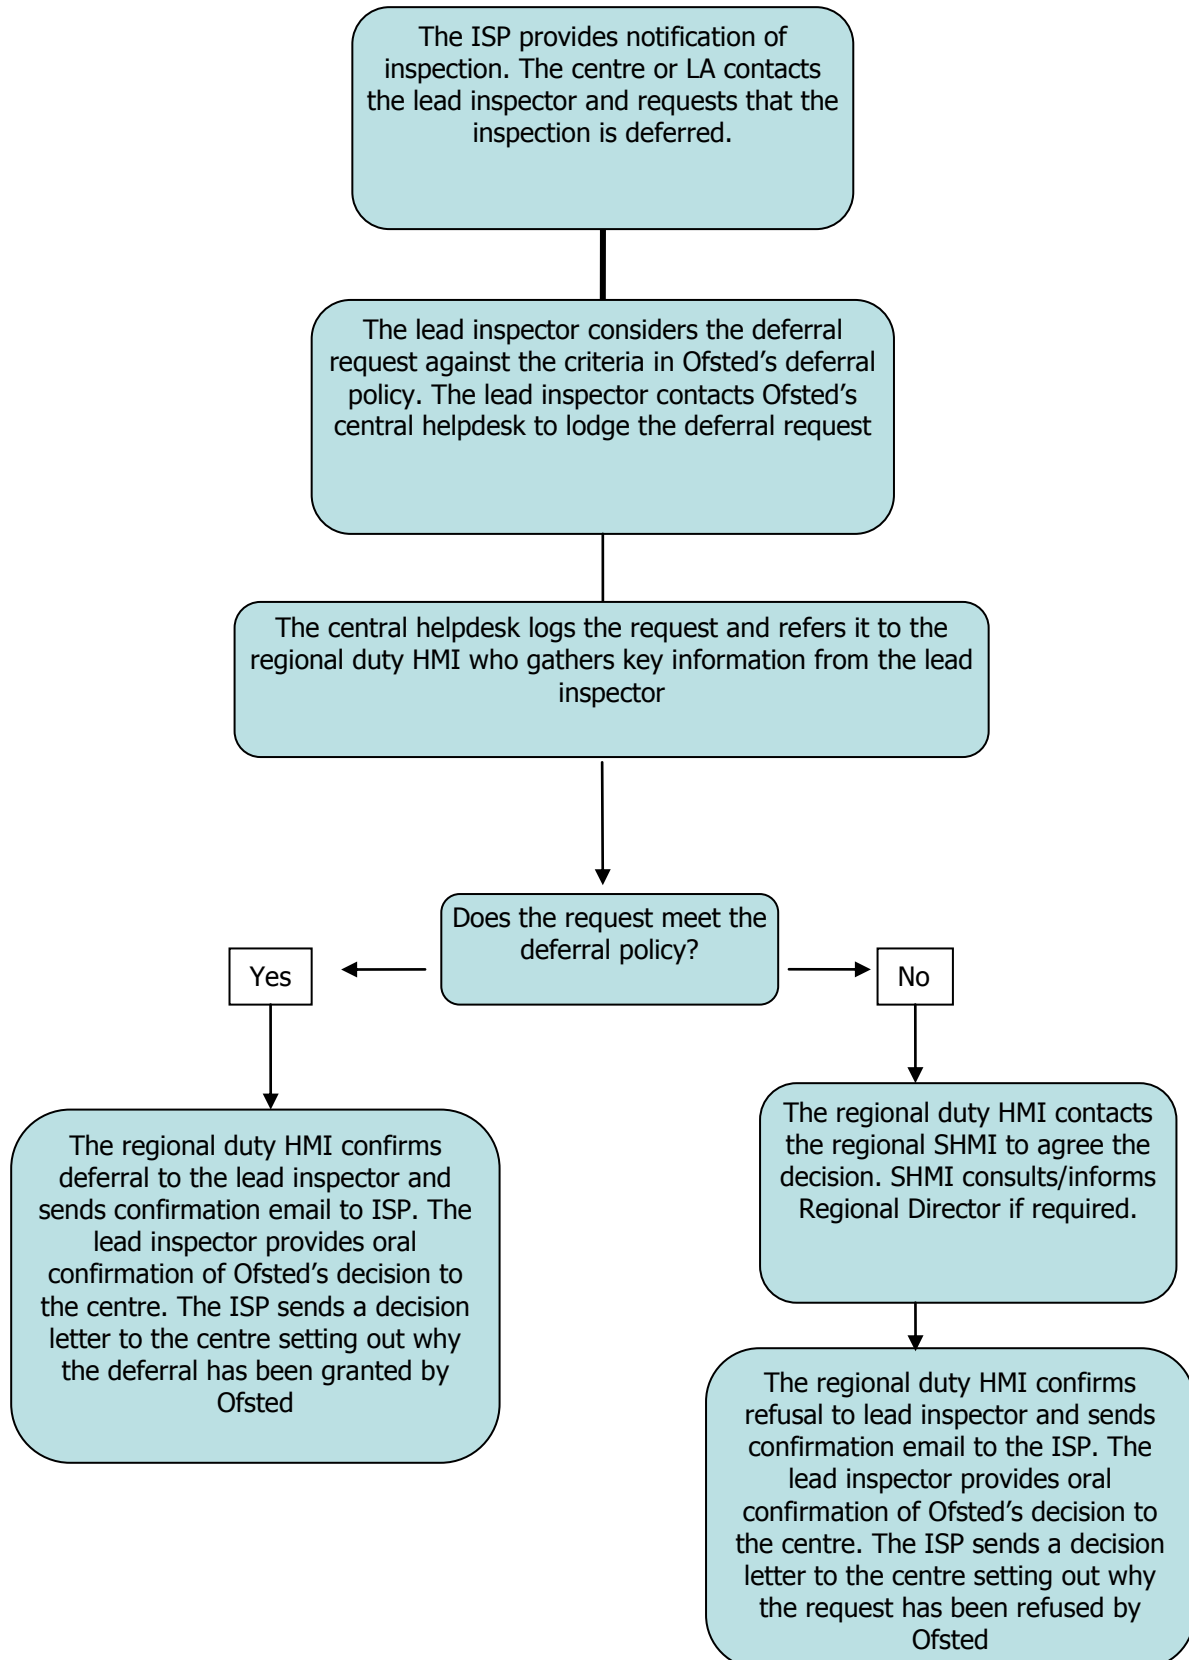 The ISP provides notification of
inspection. The centre or LA contacts
the lead inspector and requests that the
inspection is deferred.
The lead inspector considers the deferral
request against the criteria in Ofsted’s deferral
policy. The lead inspector contacts Ofsted’s
central helpdesk to lodge the deferral request
The central helpdesk logs the request and refers it to the
regional duty HMI who gathers key information from the lead
inspector
Does the request meet the
deferral policy?
Yes
No
The regional duty HMI confirms
deferral to the lead inspector and
sends confirmation email to ISP. The
lead inspector provides oral
confirmation of Ofsted’s decision to
the centre. The ISP sends a decision
letter to the centre setting out why
the deferral has been granted by
Ofsted
The regional duty HMI contacts
the regional SHMI to agree the
decision. SHMI consults/informs
Regional Director if required.
The regional duty HMI confirms
refusal to lead inspector and sends
confirmation email to the ISP. The
lead inspector provides oral
confirmation of Ofsted’s decision to
the centre. The ISP sends a decision
letter to the centre setting out why
the request has been refused by
Ofsted